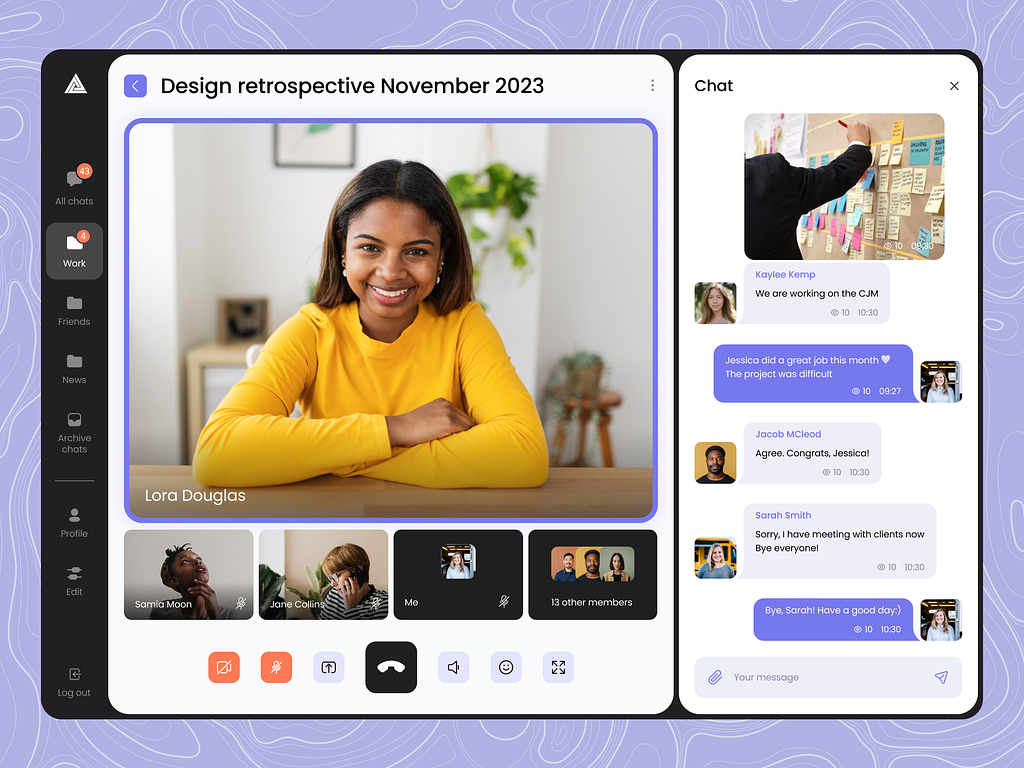 Design retrospective November 2023
43
All chats
4
Work
Friends
News
Archive
chats
Profile
Edit
Log out
Lora Douglas
Samia Moon
Jane Collins
Me
13 other members
Chat
10 09:30
Kaylee Kemp
We are working on the CJM
10 10:30
Jessica did a great job this month 🤍
The project was difficult
10 09:27
Jacob MCleod
Agree. Congrats, Jessica!
10 10:30
Sarah Smith
Sorry, I have meeting with clients now
Bye everyone!
10 10:30
Bye, Sarah! Have a good day:)
10 10:30
Your message